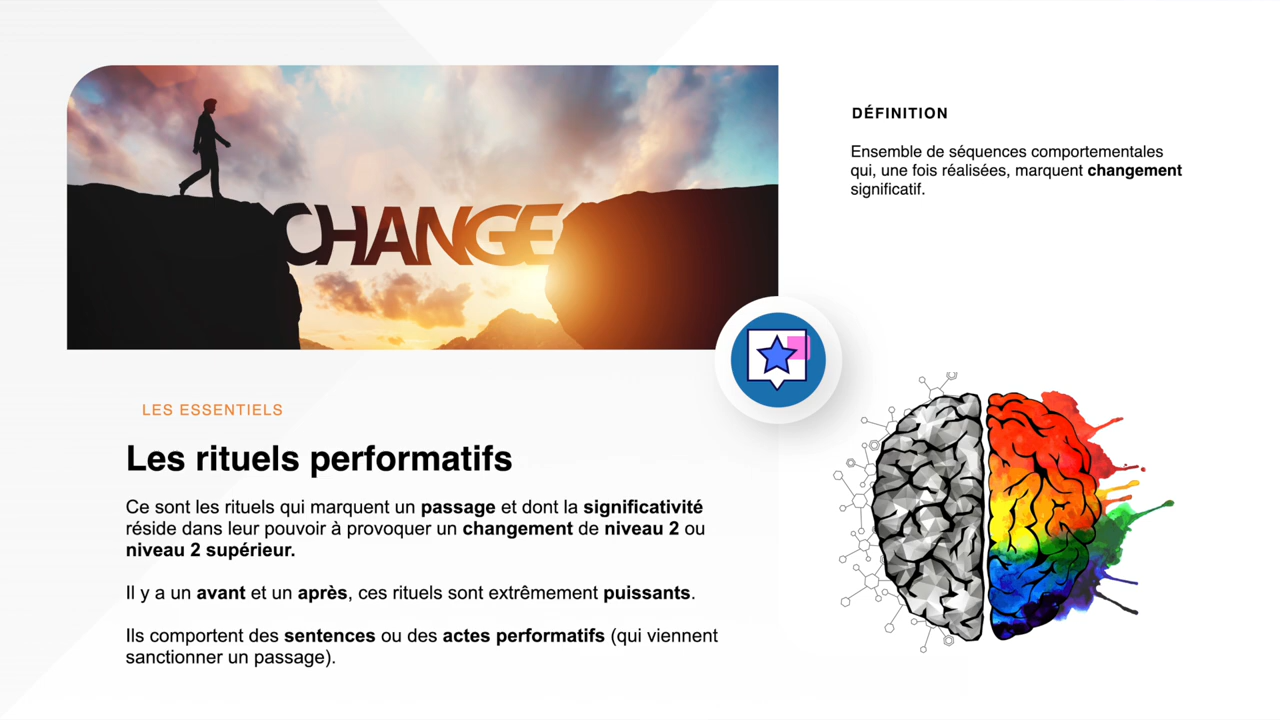 CHANGE
DÉFINITION
Ensemble de séquences comportementales
qui, une fois réalisées, marquent changement
significatif.
LES ESSENTIELS
Les rituels performatifs
Ce sont les rituels qui marquent un passage et dont la significativité
réside dans leur pouvoir à provoquer un changement de niveau 2 ou
niveau 2 supérieur.
Il y a un avant et un après, ces rituels sont extrêmement puissants.
Ils comportent des sentences ou des actes performatifs (qui viennent
sanctionner un passage).